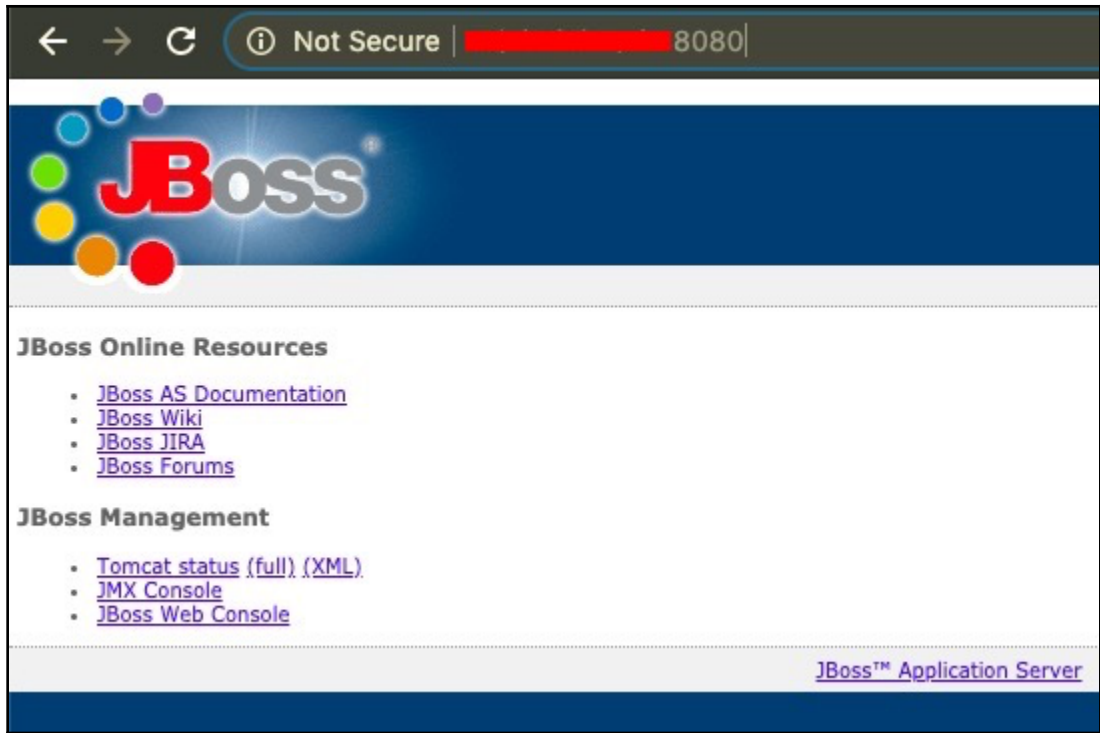 Not Secure | 8080
JBoss®
JBoss Online Resources
JBoss AS Documentation
JBoss Wiki
JBoss JIRA
JBoss Forums
JBoss Management
Tomcat status (full) (XML)
JMX Console
JBoss Web Console
JBoss™ Application Server